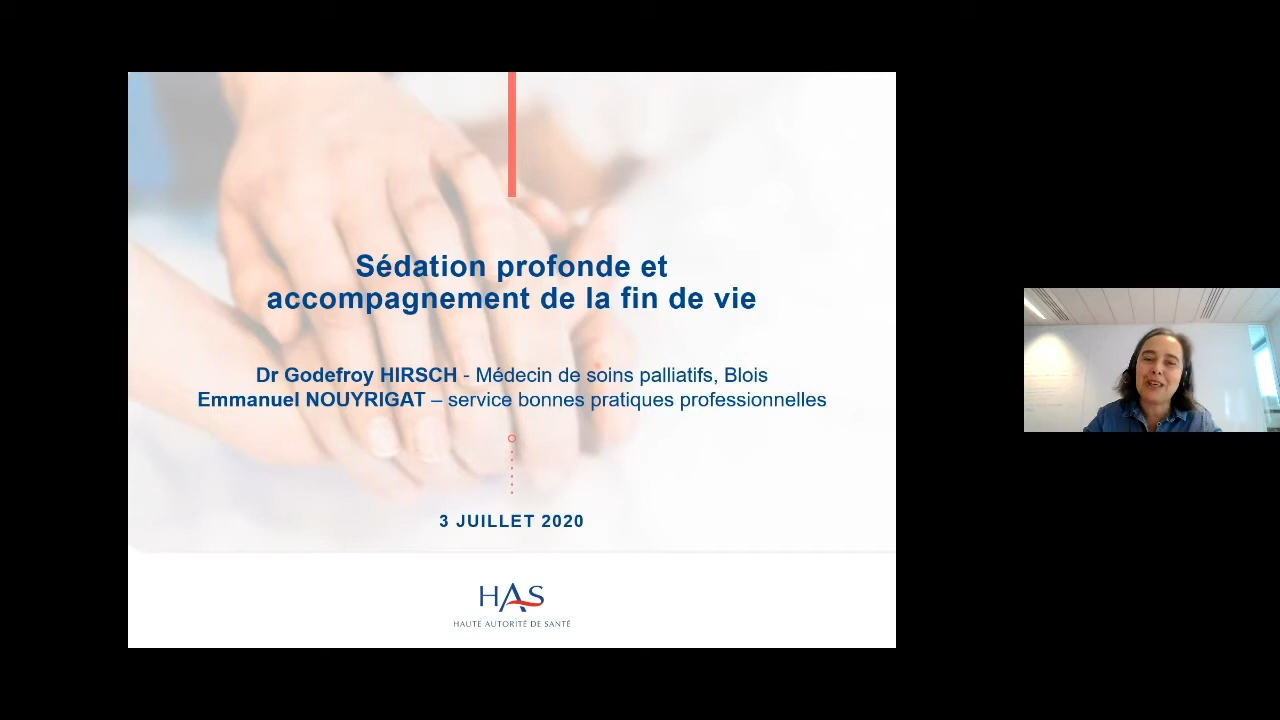 Sédation profonde et
accompagnement de la fin de vie
Dr Godefroy HIRSCH - Médecin de soins palliatifs, Blois
Emmanuel NOUYRIGAT – service bonnes pratiques professionnelles
3 JUILLET 2020
HAS
HAUTE AUTORITÉ DE SANTÉ